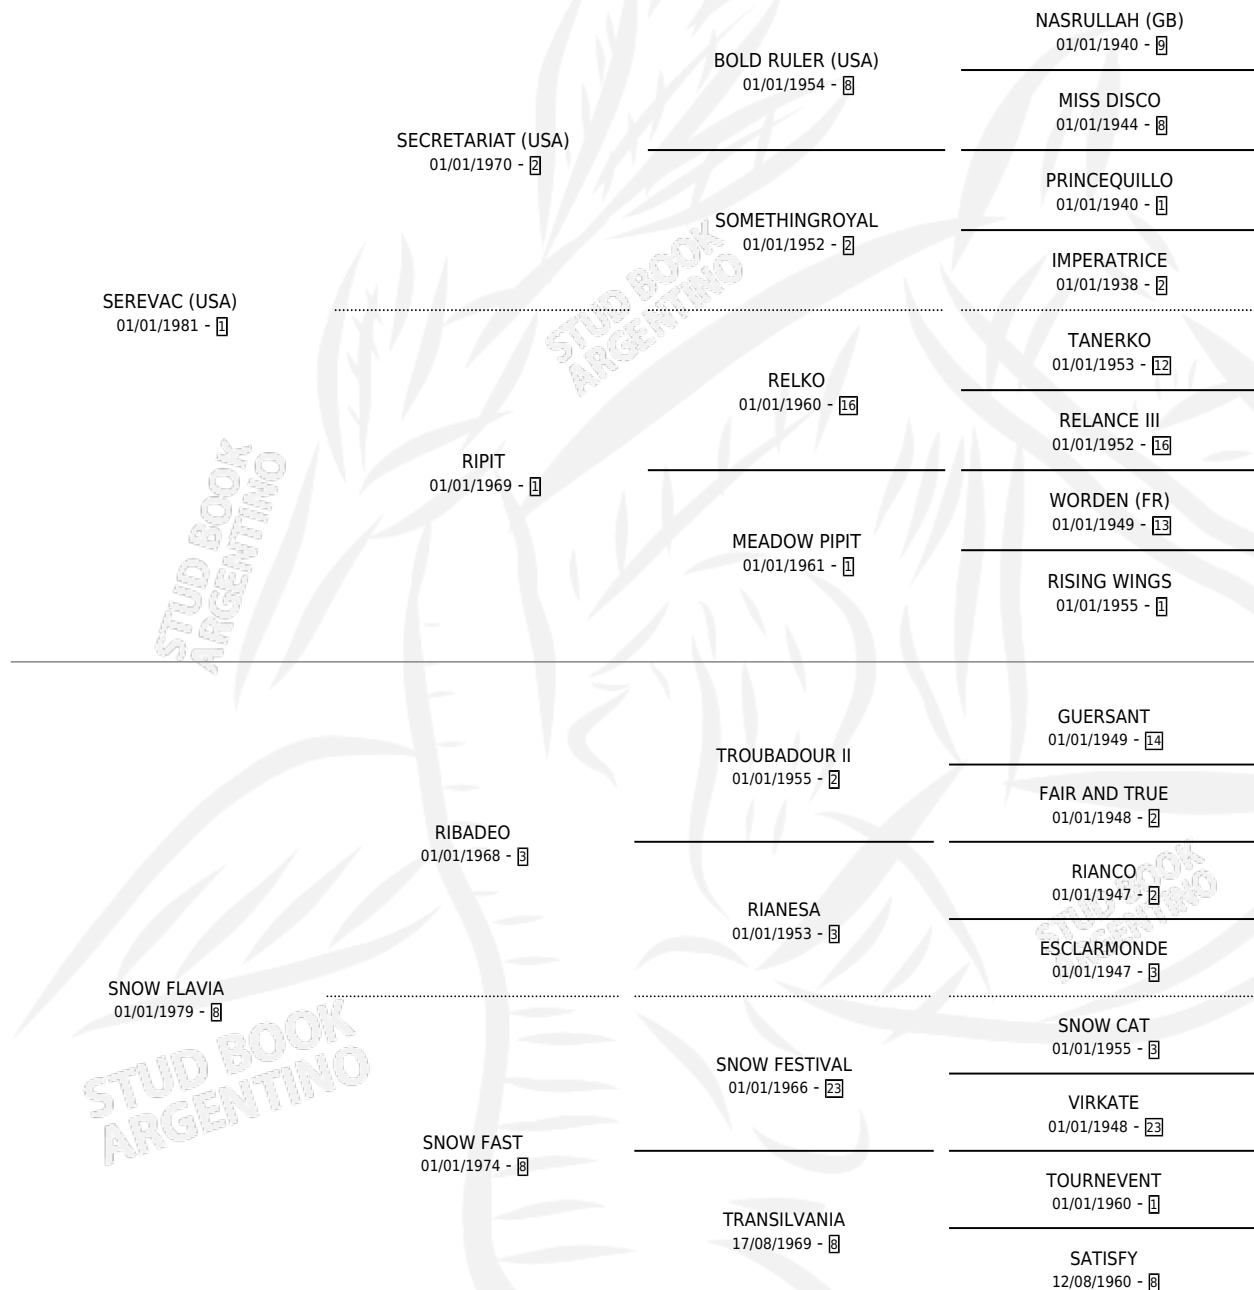 NASRULLAH (GB)
01/01/1940 - 9
BOLD RULER (USA)
01/01/1954 - 8
MISS DISCO
01/01/1944 - 8
SECRETARIAT (USA)
01/01/1970 - 2
PRINCEQUILLO
01/01/1940 - 1
SOMETHINGROYAL
01/01/1952 - 2
IMPERATRICE
01/01/1938 - 2
SEREVAC (USA)
01/01/1981 - 1
TANERKO
01/01/1953 - 12
RELKO
01/01/1960 - 16
RELANCE III
01/01/1952 - 16
RIPIT
01/01/1969 - 1
WORDEN (FR)
01/01/1949 - 13
MEADOW PIPIT
01/01/1961 - 1
RISING WINGS
01/01/1955 - 1
GUERSANT
01/01/1949 - 14
TROUBADOUR II
01/01/1955 - 2
FAIR AND TRUE
01/01/1948 - 2
RIBADEO
01/01/1968 - 3
RIANCO
01/01/1947 - 2
RIANESA
01/01/1953 - 3
ESCLARMONDE
01/01/1947 - 3
SNOW FLAVIA
01/01/1979 - 8
SNOW CAT
01/01/1955 - 3
SNOW FESTIVAL
01/01/1966 - 23
VIRKATE
01/01/1948 - 23
SNOW FAST
01/01/1974 - 8
TOURNEVENT
01/01/1960 - 1
TRANSILVANIA
17/08/1969 - 8
SATISFY
12/08/1960 - 8
STUD BOOK
ARGENTINO
STUD BOOK
ARGENTINO
STUD BOOK
ARGENTINO
STUD BOOK
ARGENTINO